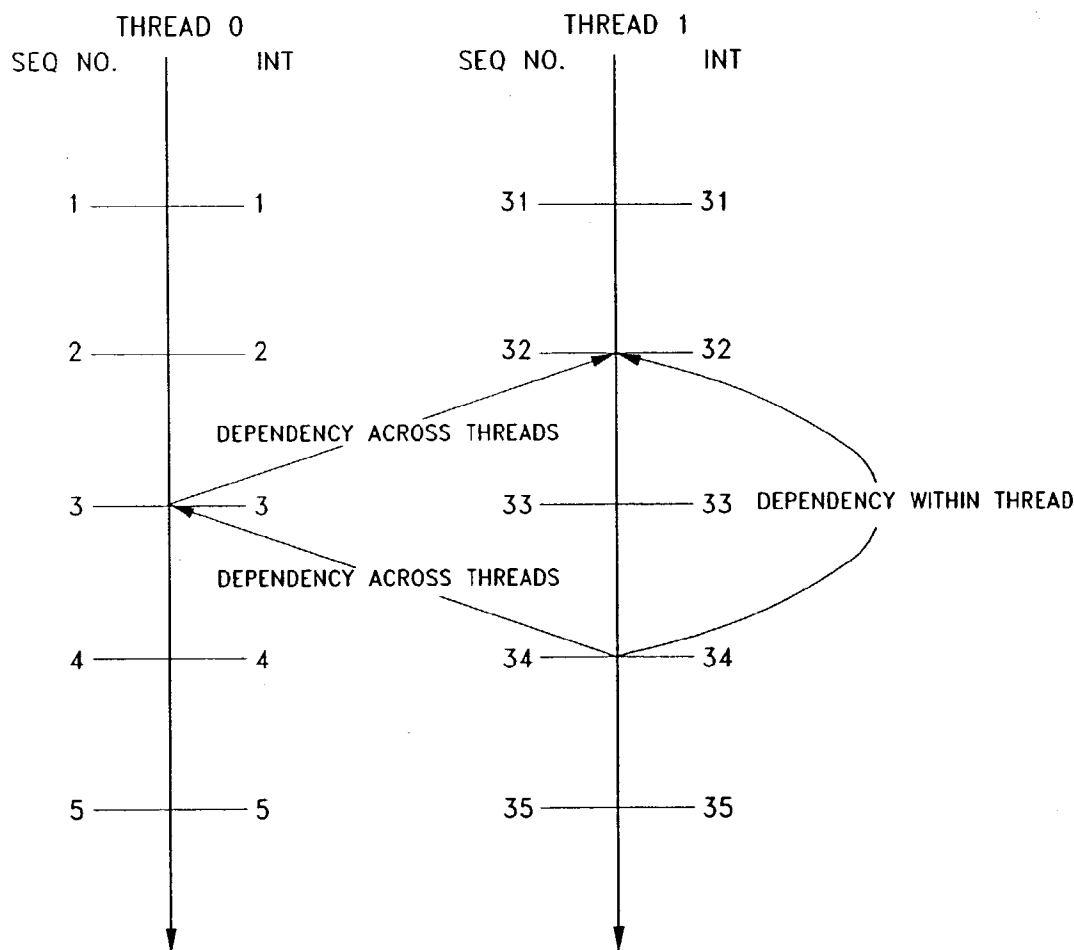 THREAD 0 THREAD 1
SEQ NO. INT SEQ NO. INT
1 1 31 31
2 2 32 32
DEPENDENCY ACROSS THREADS
3 3 33 33 DEPENDENCY WITHIN THREAD
DEPENDENCY ACROSS THREADS
4 4 34 34
5 5 35 35